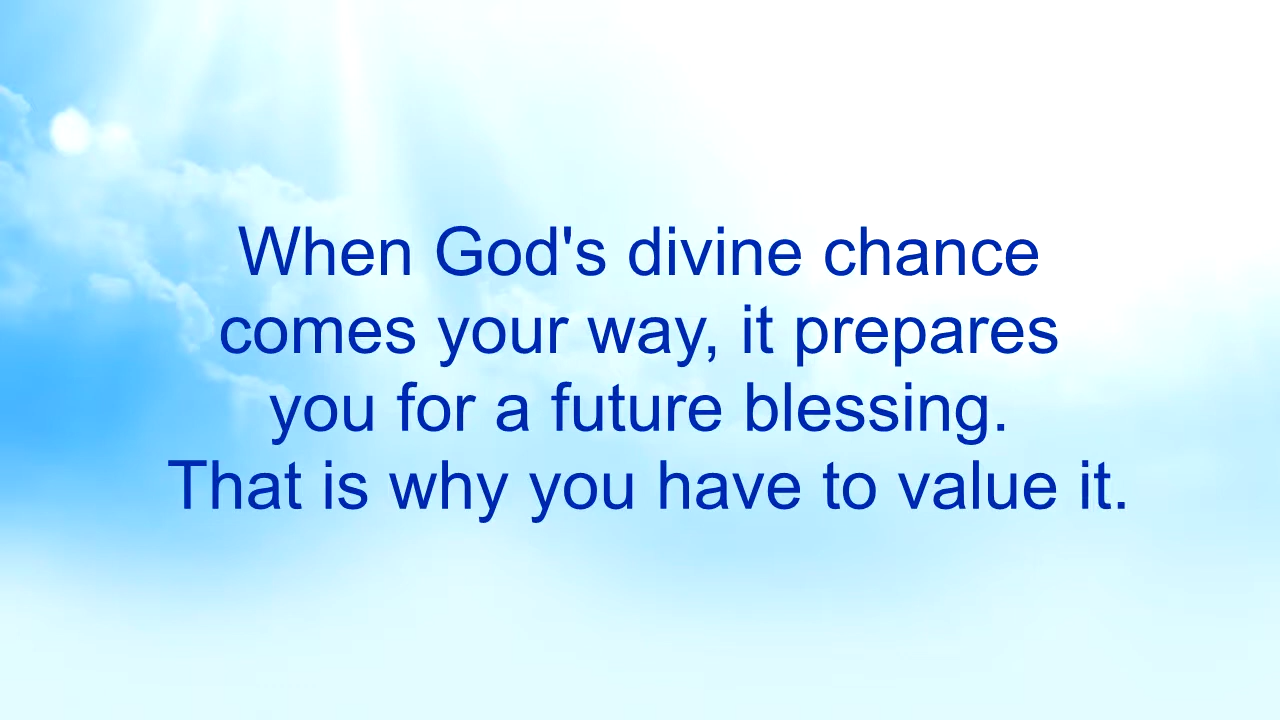 When God's divine chance
comes your way, it prepares
you for a future blessing.
That is why you have to value it.